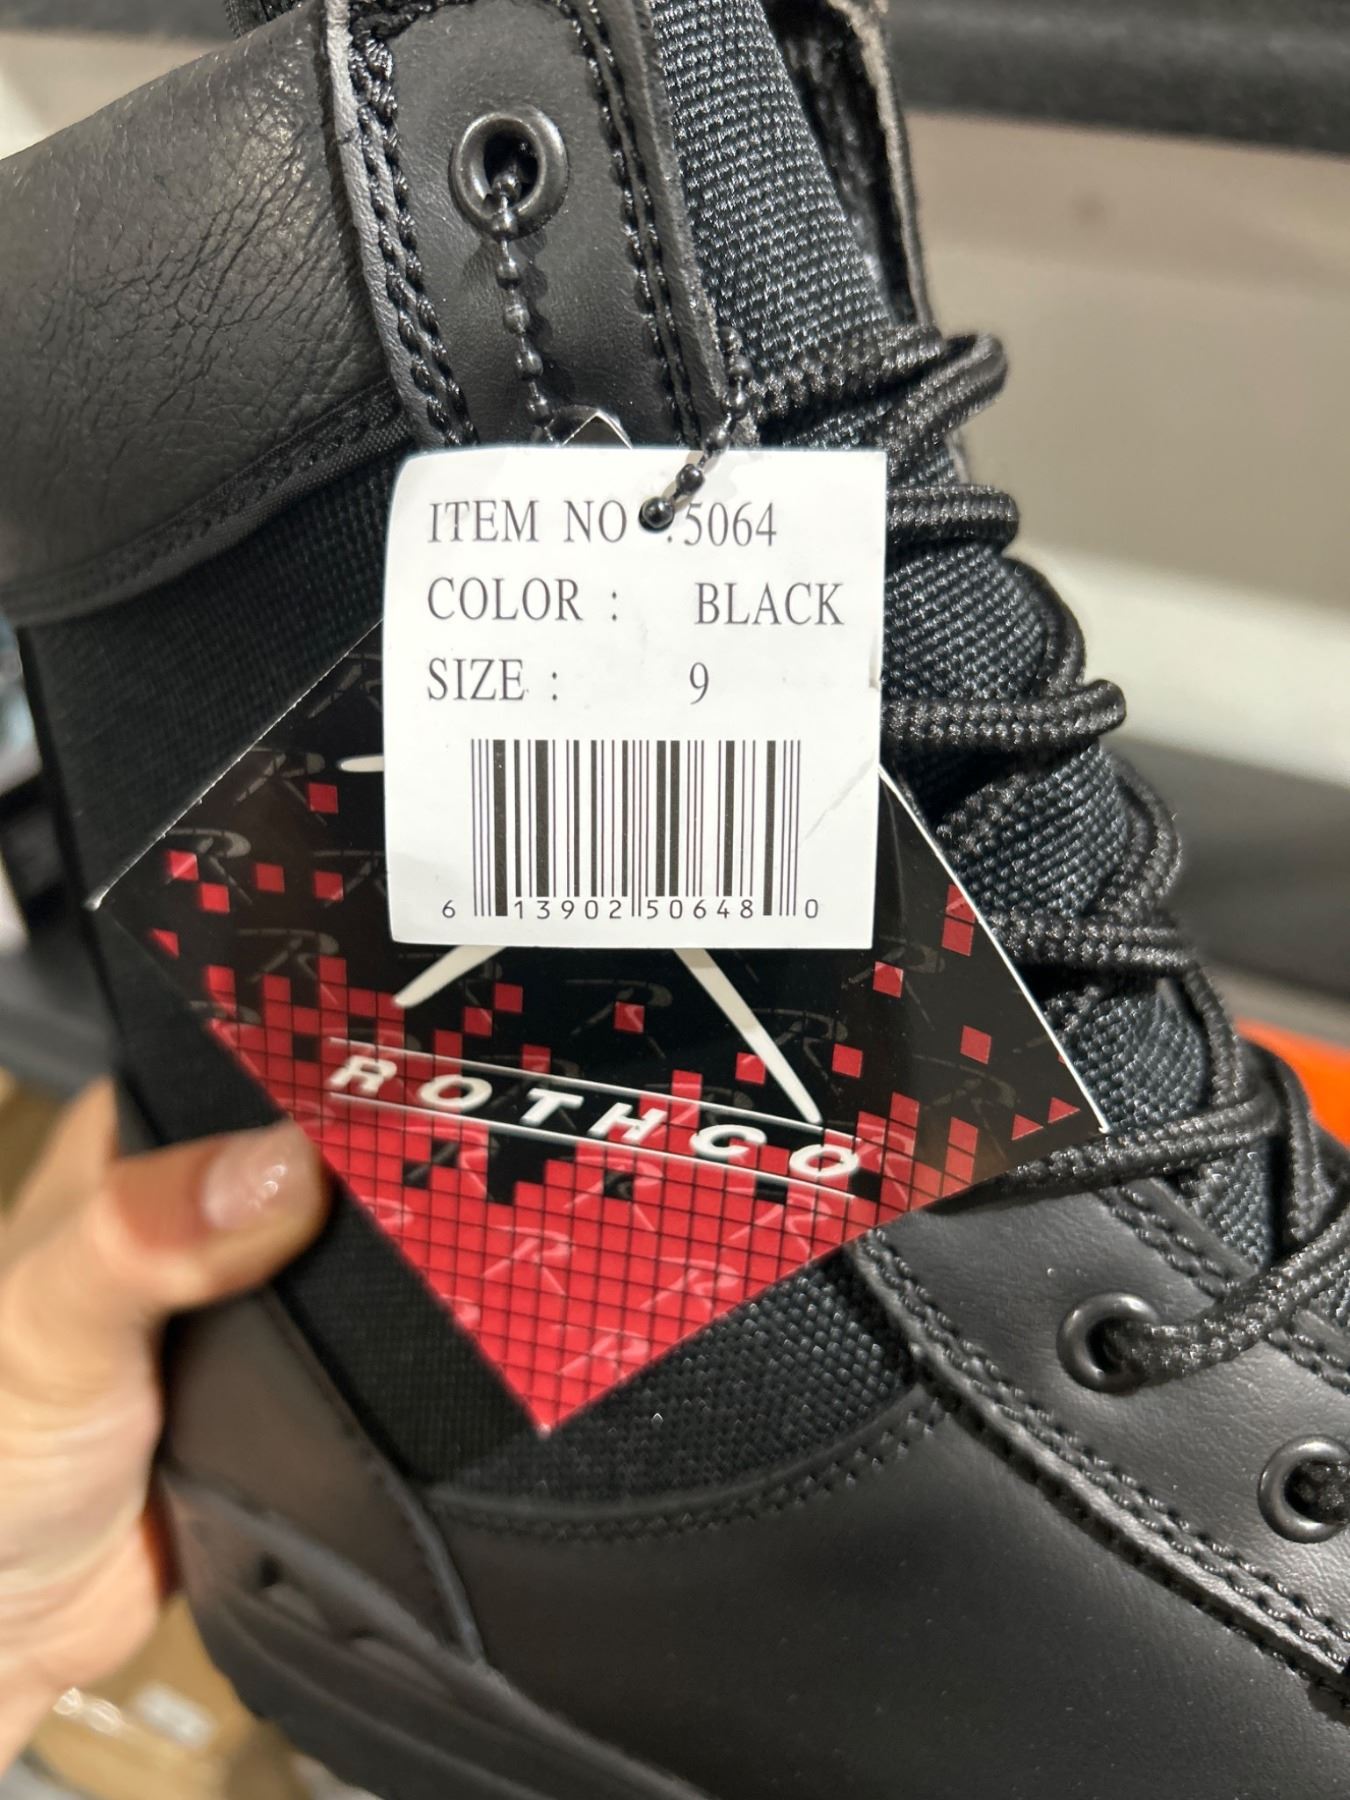 ITEM NO :5064
COLOR : BLACK
SIZE : 9
6 13902 50648 0
ROTHCO